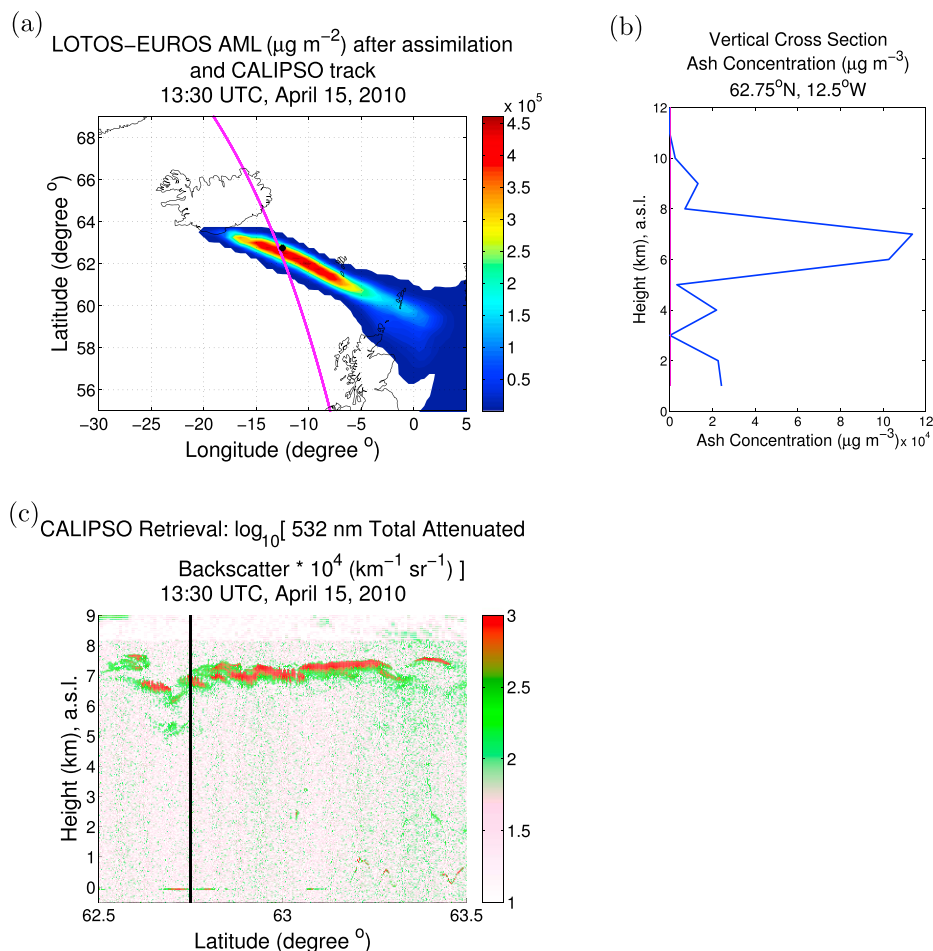 (a)
LOTOS−EUROS AML (μg m−2) after assimilation
and CALIPSO track
13:30 UTC, April 15, 2010
x 10^5
4.5
4
3.5
3
2.5
2
1.5
1
0.5
68
66
64
62
60
58
56
Latitude (degree °)
−30 −25 −20 −15 −10 −5 0 5
Longitude (degree °)
(b)
Vertical Cross Section
Ash Concentration (μg m−3)
62.75°N, 12.5°W
12
10
8
6
4
2
0
Height (km), a.s.l.
0 2 4 6 8 10 12
Ash Concentration (μg m−3) x 10^4
(c)
CALIPSO Retrieval: log10[ 532 nm Total Attenuated
Backscatter * 10^4 (km−1 sr−1) ]
13:30 UTC, April 15, 2010
9
8
7
6
5
4
3
2
1
0
Height (km), a.s.l.
62.5 63 63.5
Latitude (degree °)
3
2.5
2
1.5
1